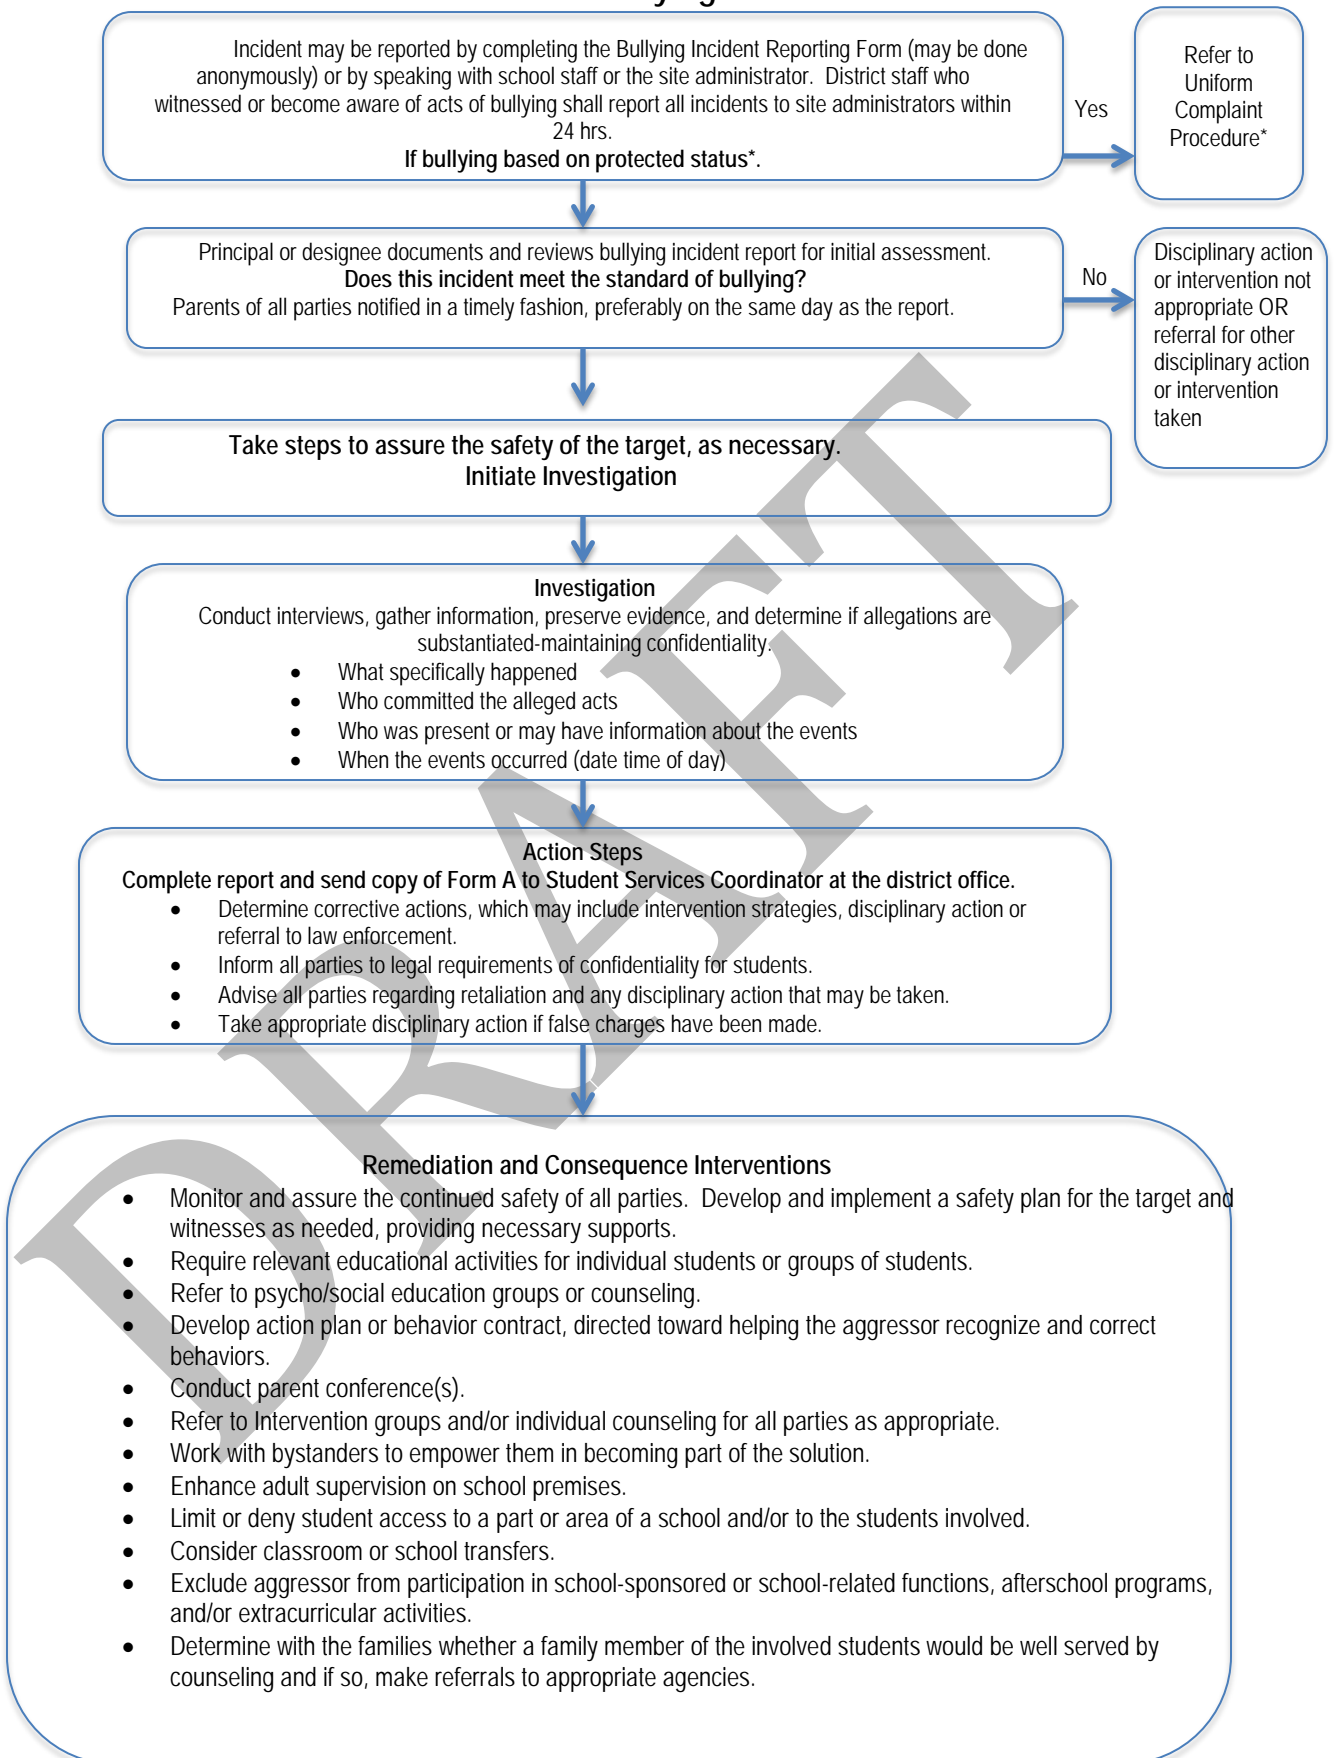 Incident may be reported by completing the Bullying Incident Reporting Form (may be done
anonymously) or by speaking with school staff or the site administrator. District staff who
witnessed or become aware of acts of bullying shall report all incidents to site administrators within
24 hrs.
If bullying based on protected status*.
Yes
Refer to
Uniform
Complaint
Procedure*
Principal or designee documents and reviews bullying incident report for initial assessment.
Does this incident meet the standard of bullying?
Parents of all parties notified in a timely fashion, preferably on the same day as the report.
No
Disciplinary action
or intervention not
appropriate OR
referral for other
disciplinary action
or intervention
taken
Take steps to assure the safety of the target, as necessary.
Initiate Investigation
Investigation
Conduct interviews, gather information, preserve evidence, and determine if allegations are
substantiated-maintaining confidentiality.
• What specifically happened
• Who committed the alleged acts
• Who was present or may have information about the events
• When the events occurred (date time of day)
Action Steps
Complete report and send copy of Form A to Student Services Coordinator at the district office.
• Determine corrective actions, which may include intervention strategies, disciplinary action or
referral to law enforcement.
• Inform all parties to legal requirements of confidentiality for students.
• Advise all parties regarding retaliation and any disciplinary action that may be taken.
• Take appropriate disciplinary action if false charges have been made.
Remediation and Consequence Interventions
• Monitor and assure the continued safety of all parties. Develop and implement a safety plan for the target and
witnesses as needed, providing necessary supports.
• Require relevant educational activities for individual students or groups of students.
• Refer to psycho/social education groups or counseling.
• Develop action plan or behavior contract, directed toward helping the aggressor recognize and correct
behaviors.
• Conduct parent conference(s).
• Refer to Intervention groups and/or individual counseling for all parties as appropriate.
• Work with bystanders to empower them in becoming part of the solution.
• Enhance adult supervision on school premises.
• Limit or deny student access to a part or area of a school and/or to the students involved.
• Consider classroom or school transfers.
• Exclude aggressor from participation in school-sponsored or school-related functions, afterschool programs,
and/or extracurricular activities.
• Determine with the families whether a family member of the involved students would be well served by
counseling and if so, make referrals to appropriate agencies.
DRAFT